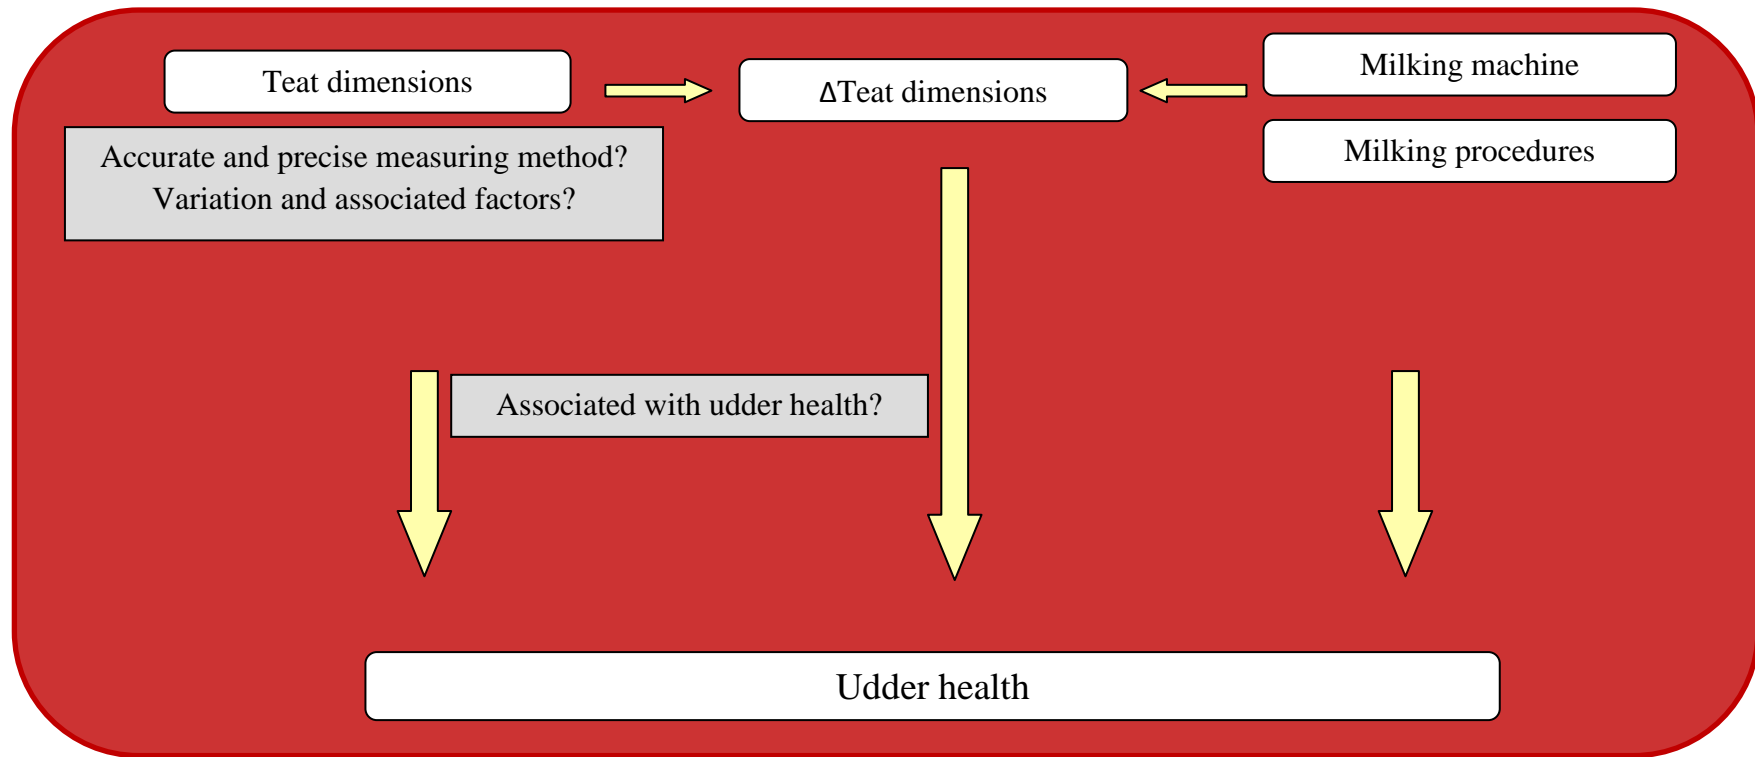 Teat dimensions
ΔTeat dimensions
Milking machine
Milking procedures
Accurate and precise measuring method?
Variation and associated factors?
Associated with udder health?
Udder health